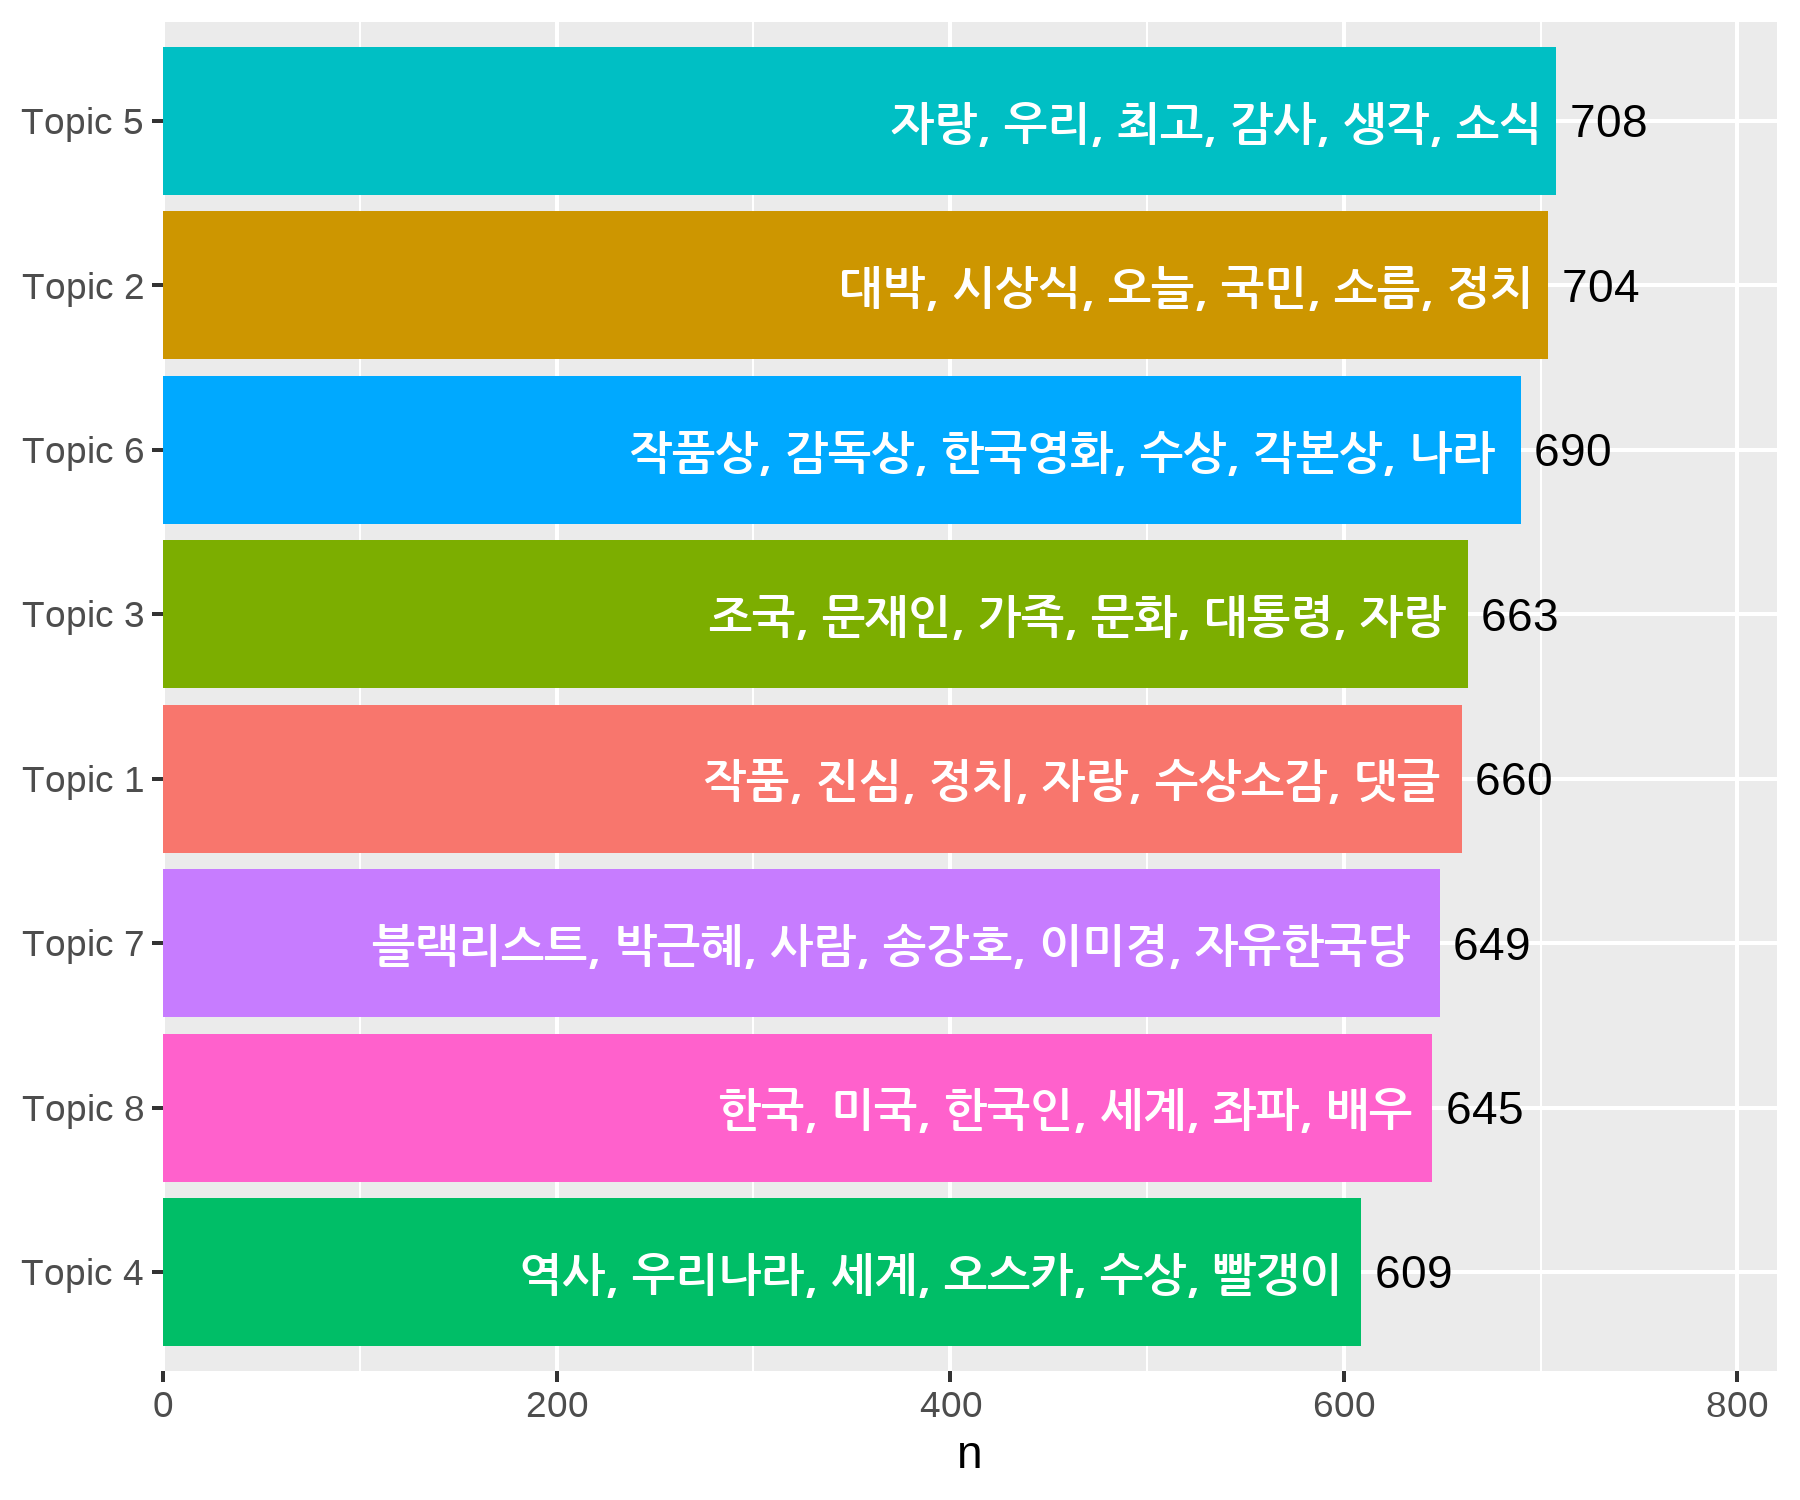 Topic 5 자랑, 우리, 최고, 감사, 생각, 소식 708
Topic 2 대박, 시상식, 오늘, 국민, 소름, 정치 704
Topic 6 작품상, 감독상, 한국영화, 수상, 각본상, 나라 690
Topic 3 조국, 문재인, 가족, 문화, 대통령, 자랑 663
Topic 1 작품, 진심, 정치, 자랑, 수상소감, 댓글 660
Topic 7 블랙리스트, 박근혜, 사람, 송강호, 이미경, 자유한국당 649
Topic 8 한국, 미국, 한국인, 세계, 좌파, 배우 645
Topic 4 역사, 우리나라, 세계, 오스카, 수상, 빨갱이 609
0 200 400 600 800
n